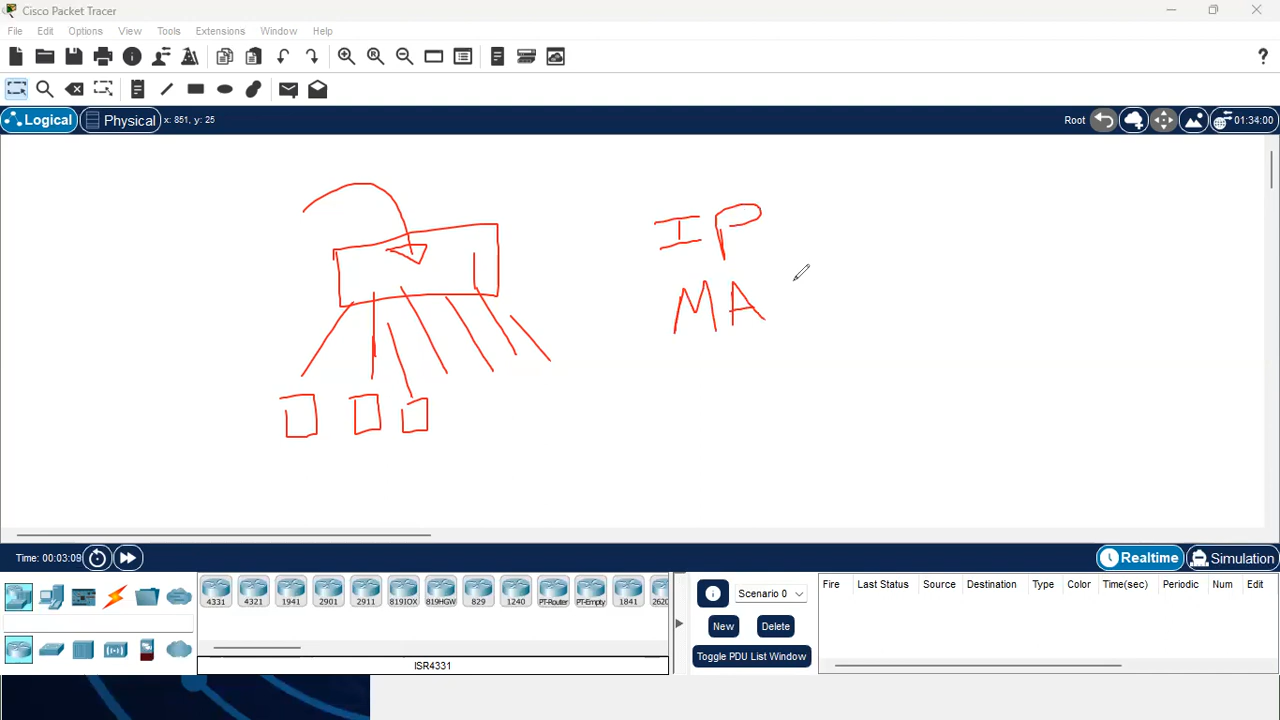 Cisco Packet Tracer
File Edit Options View Tools Extensions Window Help
?
Logical Physical x: 851, y: 25 Root 01:34:00
IP
MA
Time: 00:03:09 Realtime Simulation
4331 4321 1941 2901 2911 819IOX 819HGW 829 1240 PT-Router PT-Empty 1841 2620
ISR4331
Scenario 0
New Delete
Toggle PDU List Window
Fire Last Status Source Destination Type Color Time(sec) Periodic Num Edit